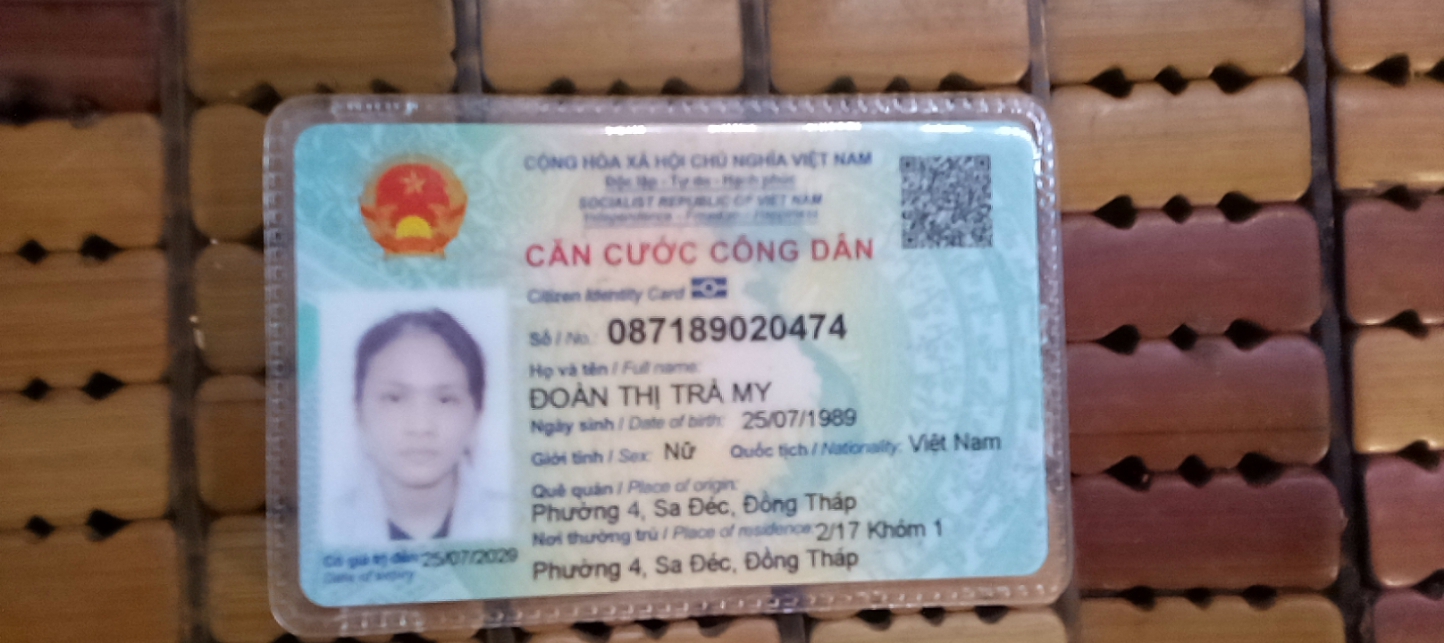 CỘNG HÒA XÃ HỘI CHỦ NGHĨA VIỆT NAM
Độc lập - Tự do - Hạnh phúc
SOCIALIST REPUBLIC OF VIET NAM
Independence - Freedom - Happiness
CĂN CƯỚC CÔNG DÂN
Citizen Identity Card
Số / No.: 087189020474
Họ và tên / Full name:
ĐOÀN THỊ TRÀ MY
Ngày sinh / Date of birth: 25/07/1989
Giới tính / Sex: Nữ Quốc tịch / Nationality: Việt Nam
Quê quán / Place of origin:
Phường 4, Sa Đéc, Đồng Tháp
Nơi thường trú / Place of residence: 2/17 Khóm 1
Phường 4, Sa Đéc, Đồng Tháp
Có giá trị đến: 25/07/2029
Date of expiry